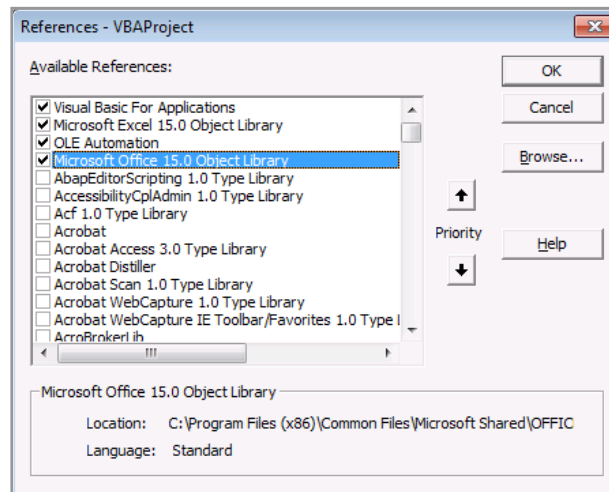 References - VBAProject
Available References:
OK
Visual Basic For Applications
Microsoft Excel 15.0 Object Library
OLE Automation
Microsoft Office 15.0 Object Library
AbapEditorScripting 1.0 Type Library
AccessibilityCplAdmin 1.0 Type Library
Acf 1.0 Type Library
Acrobat
Acrobat Access 3.0 Type Library
Acrobat Distiller
Acrobat Scan 1.0 Type Library
Acrobat WebCapture 1.0 Type Library
Acrobat WebCapture IE Toolbar/Favorites 1.0 Type l
AcroBrokerLib
Cancel
Browse...
Priority
Help
Microsoft Office 15.0 Object Library
Location: C:\Program Files (x86)\Common Files\Microsoft Shared\OFFIC
Language: Standard